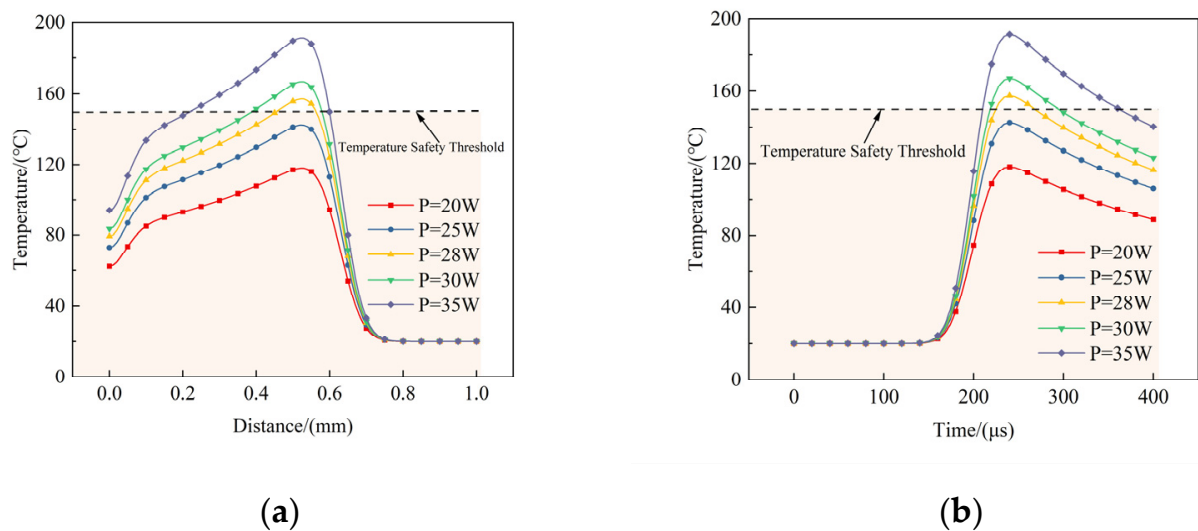 200
160
120
80
40
0
Temperature/(°C)
Temperature Safety Threshold
P=20W
P=25W
P=28W
P=30W
P=35W
0.0
0.2
0.4
0.6
0.8
1.0
Distance/(mm)
(a)
200
160
120
80
40
0
Temperature/(°C)
Temperature Safety Threshold
P=20W
P=25W
P=28W
P=30W
P=35W
0
100
200
300
400
Time/(μs)
(b)